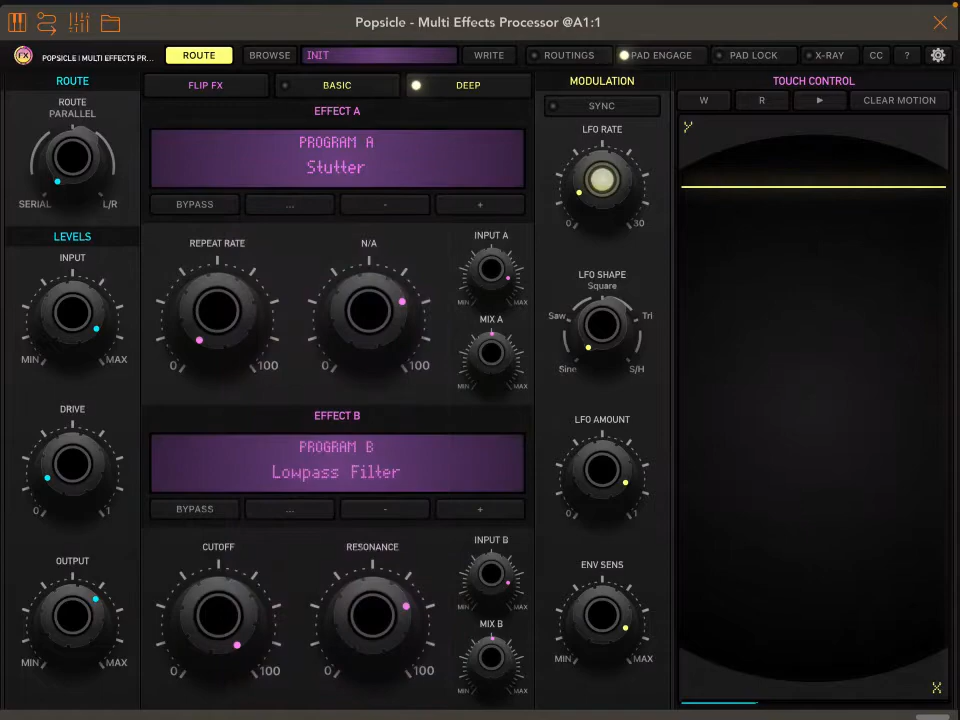 Popsicle - Multi Effects Processor @A1:1
FX
POPSICLE | MULTI EFFECTS PR...
ROUTE
BROWSE
INIT
WRITE
ROUTINGS
PAD ENGAGE
PAD LOCK
X-RAY
CC
?
ROUTE
ROUTE
PARALLEL
SERIAL
L/R
LEVELS
INPUT
MIN
MAX
DRIVE
0
1
OUTPUT
MIN
MAX
FLIP FX
BASIC
DEEP
EFFECT A
PROGRAM A
Stutter
BYPASS
...
-
+
REPEAT RATE
0
100
N/A
0
100
INPUT A
MIN
MAX
MIX A
MIN
MAX
EFFECT B
PROGRAM B
Lowpass Filter
BYPASS
...
-
+
CUTOFF
0
100
RESONANCE
0
100
INPUT B
MIN
MAX
MIX B
MIN
MAX
MODULATION
SYNC
LFO RATE
0
30
LFO SHAPE
Square
Saw
Tri
Sine
S/H
LFO AMOUNT
0
1
ENV SENS
MIN
MAX
TOUCH CONTROL
W
R
CLEAR MOTION
Y
X